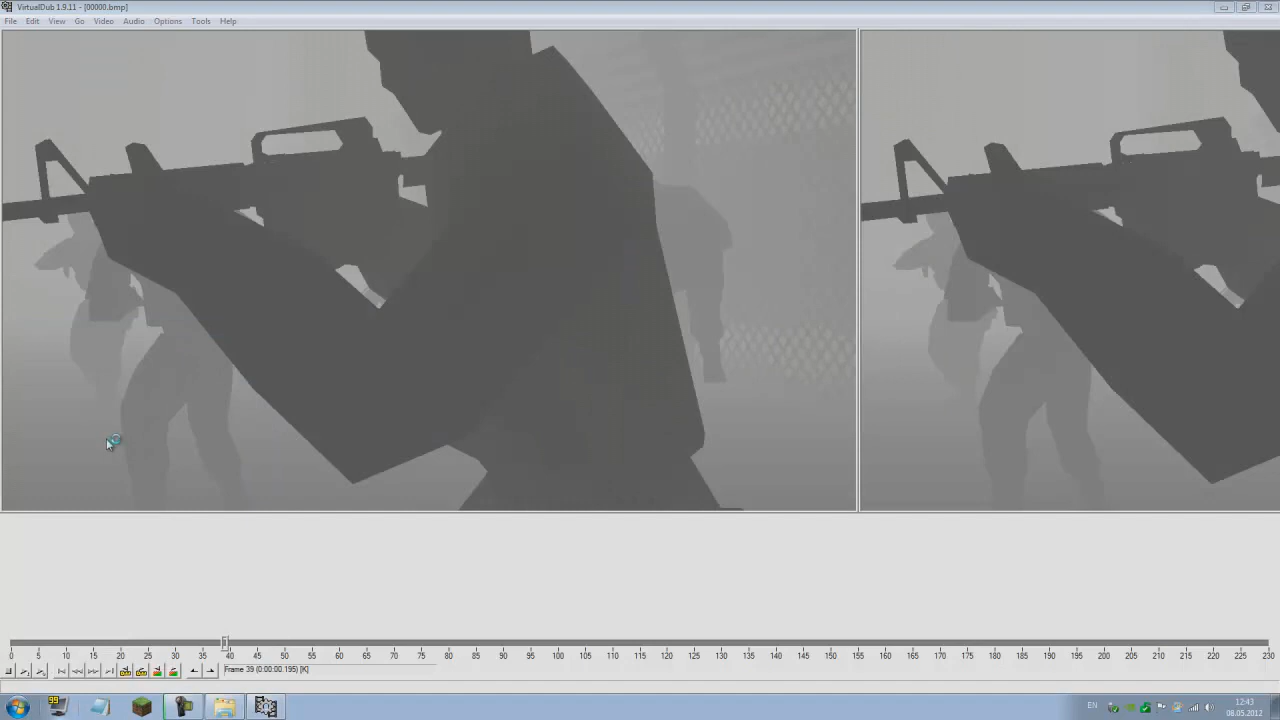 VirtualDub 1.9.11 - [00000.bmp]
File Edit View Go Video Audio Options Tools Help
0 5 10 15 20 25 30 35 40 45 50 55 60 65 70 75 80 85 90 95 100 105 110 115 120 125 130 135 140 145 150 155 160 165 170 175 180 185 190 195 200 205 210 215 220 225 230
Frame 39 (0:00:00.195) [K]
99
EN
12:43
08.05.2012